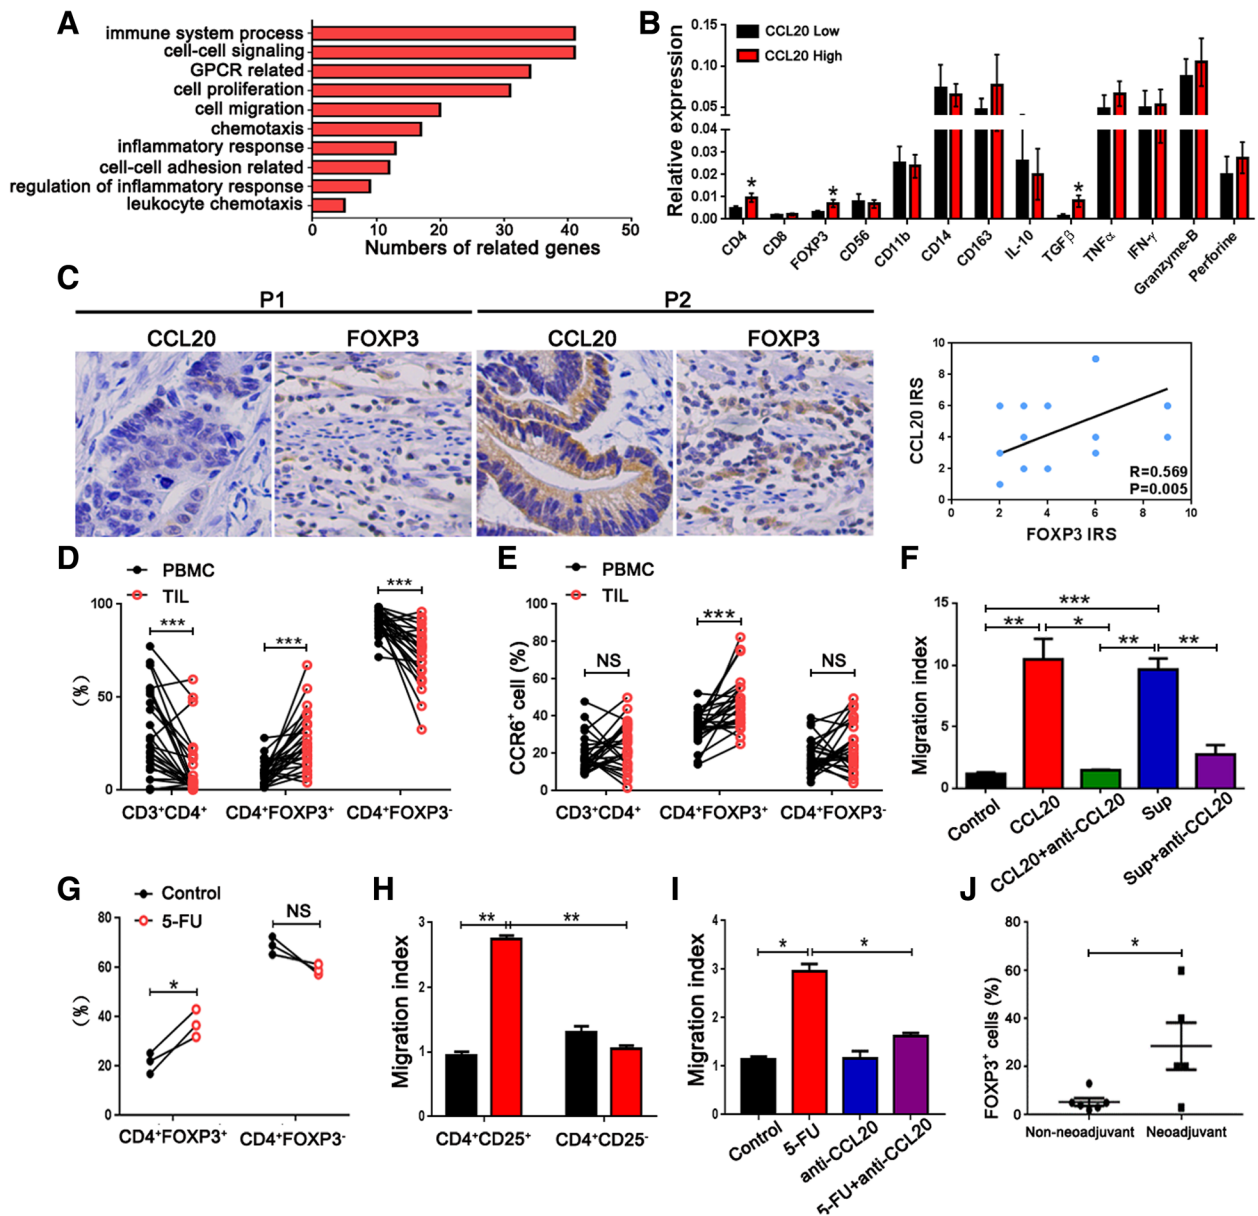 A
immune system process
cell-cell signaling
GPCR related
cell proliferation
cell migration
chemotaxis
inflammatory response
cell-cell adhesion related
regulation of inflammatory response
leukocyte chemotaxis
0 10 20 30 40 50
Numbers of related genes
B
CCL20 Low
CCL20 High
Relative expression
0.15
0.10
0.05
0.04
0.03
0.02
0.01
0.00
* * *
CD4 CD8 FOXP3 CD56 CD11b CD14 CD163 IL-10 TGFβ TNFα IFN-γ Granzyme-B Perforine
C
P1 P2
CCL20 FOXP3 CCL20 FOXP3
CCL20 IRS
10
8
6
4
2
0
R=0.569
P=0.005
0 2 4 6 8 10
FOXP3 IRS
D
PBMC
TIL
(%)
100
50
0
*** *** ***
CD3⁺CD4⁺ CD4⁺FOXP3⁺ CD4⁺FOXP3⁻
E
PBMC
TIL
CCR6⁺ cell (%)
100
80
60
40
20
0
NS *** NS
CD3⁺CD4⁺ CD4⁺FOXP3⁺ CD4⁺FOXP3⁻
F
Migration index
15
10
5
0
***
** *
** **
Control CCL20 CCL20+anti-CCL20 Sup Sup+anti-CCL20
G
Control
5-FU
(%)
80
60
40
20
0
* NS
CD4⁺FOXP3⁺ CD4⁺FOXP3⁻
H
Migration index
3
2
1
0
** **
CD4⁺CD25⁺ CD4⁺CD25⁻
I
Migration index
4
3
2
1
0
* *
Control 5-FU anti-CCL20 5-FU+anti-CCL20
J
FOXP3⁺ cells (%)
80
60
40
20
0
*
Non-neoadjuvant Neoadjuvant